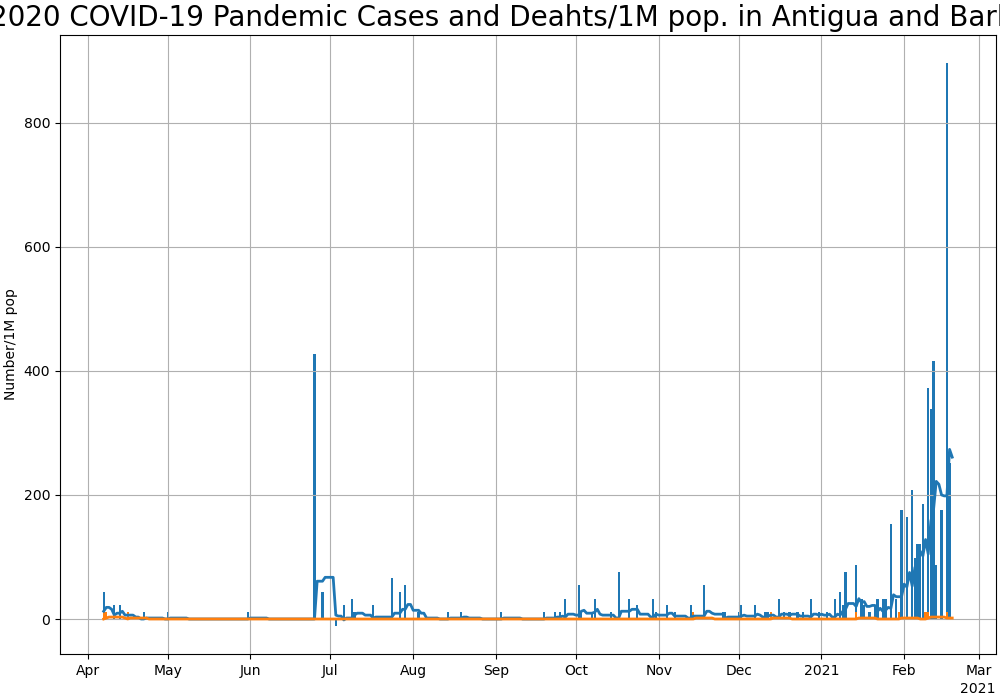 2020 COVID-19 Pandemic Cases and Deahts/1M pop. in Antigua and Bar
800
600
400
200
0
Number/1M pop
Apr May Jun Jul Aug Sep Oct Nov Dec 2021 Feb Mar
2021